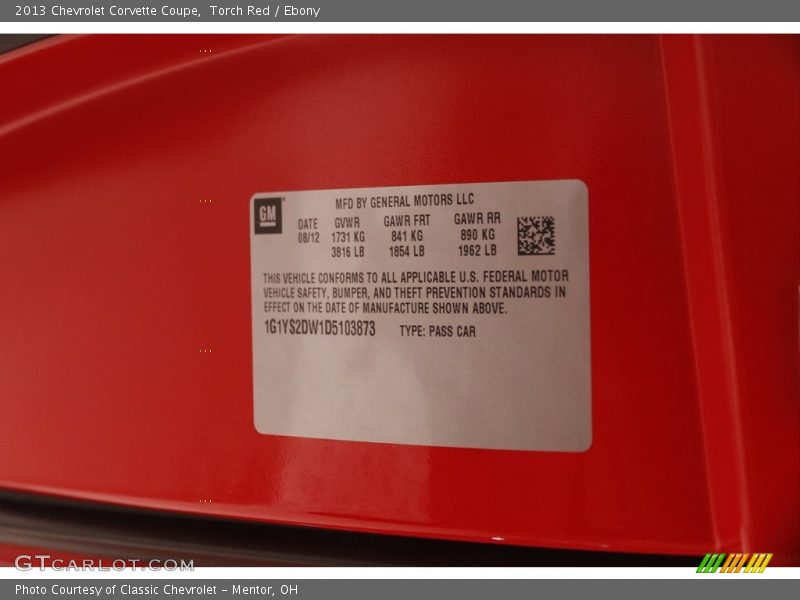 2013 Chevrolet Corvette Coupe, Torch Red / Ebony
GM
MFD BY GENERAL MOTORS LLC
DATE GVWR GAWR FRT GAWR RR
08/12 1731 KG 841 KG 890 KG
3816 LB 1854 LB 1962 LB
THIS VEHICLE CONFORMS TO ALL APPLICABLE U.S. FEDERAL MOTOR
VEHICLE SAFETY, BUMPER, AND THEFT PREVENTION STANDARDS IN
EFFECT ON THE DATE OF MANUFACTURE SHOWN ABOVE.
1G1YS2DW1D5103873 TYPE: PASS CAR
GTCARLOT.COM
Photo Courtesy of Classic Chevrolet – Mentor, OH